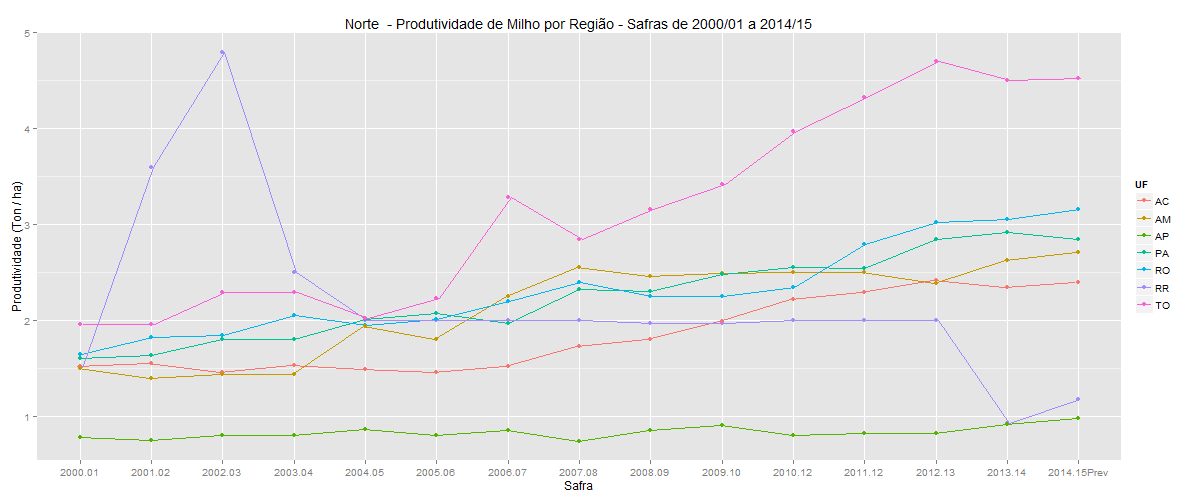 Norte - Produtividade de Milho por Região - Safras de 2000/01 a 2014/15
Produtividade (Ton / ha)
5
4
3
2
1
2000.01 2001.02 2002.03 2003.04 2004.05 2005.06 2006.07 2007.08 2008.09 2009.10 2010.12 2011.12 2012.13 2013.14 2014.15Prev
Safra
UF
AC
AM
AP
PA
RO
RR
TO